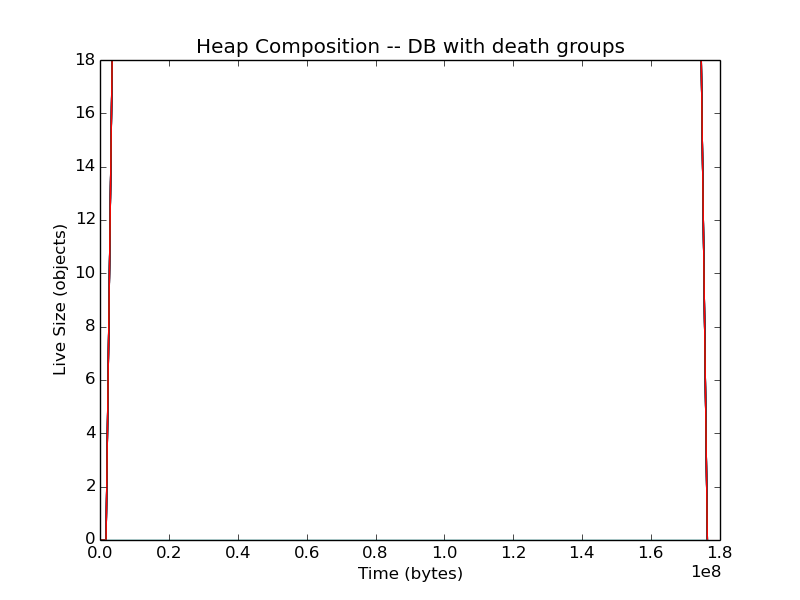 Heap Composition -- DB with death groups
18
16
14
12
10
8
6
4
2
0
Live Size (objects)
0.0 0.2 0.4 0.6 0.8 1.0 1.2 1.4 1.6 1.8
1e8
Time (bytes)